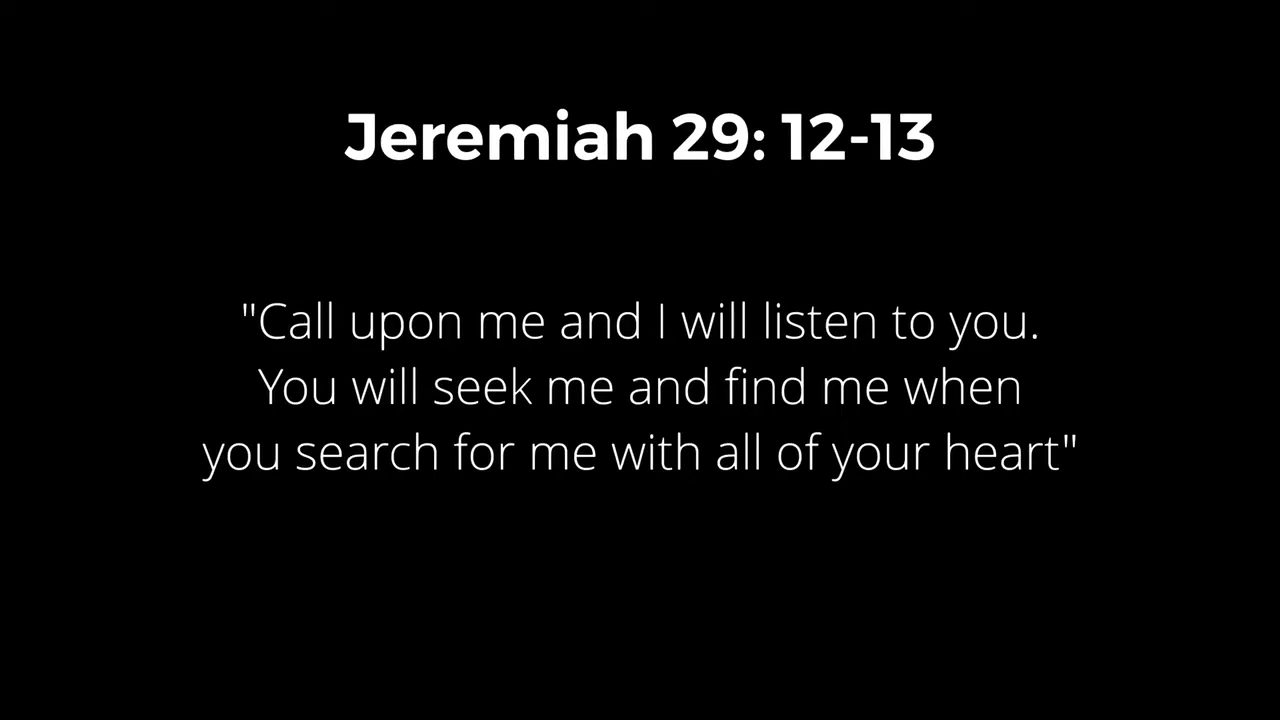 Jeremiah 29: 12-13
"Call upon me and I will listen to you.
You will seek me and find me when
you search for me with all of your heart"